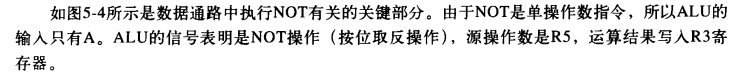 如图5-4所示是数据通路中执行NOT有关的关键部分。由于NOT是单操作数指令，所以ALU的
输入只有A。ALU的信号表明是NOT操作（按位取反操作），源操作数是R5，运算结果写入R3寄
存器。